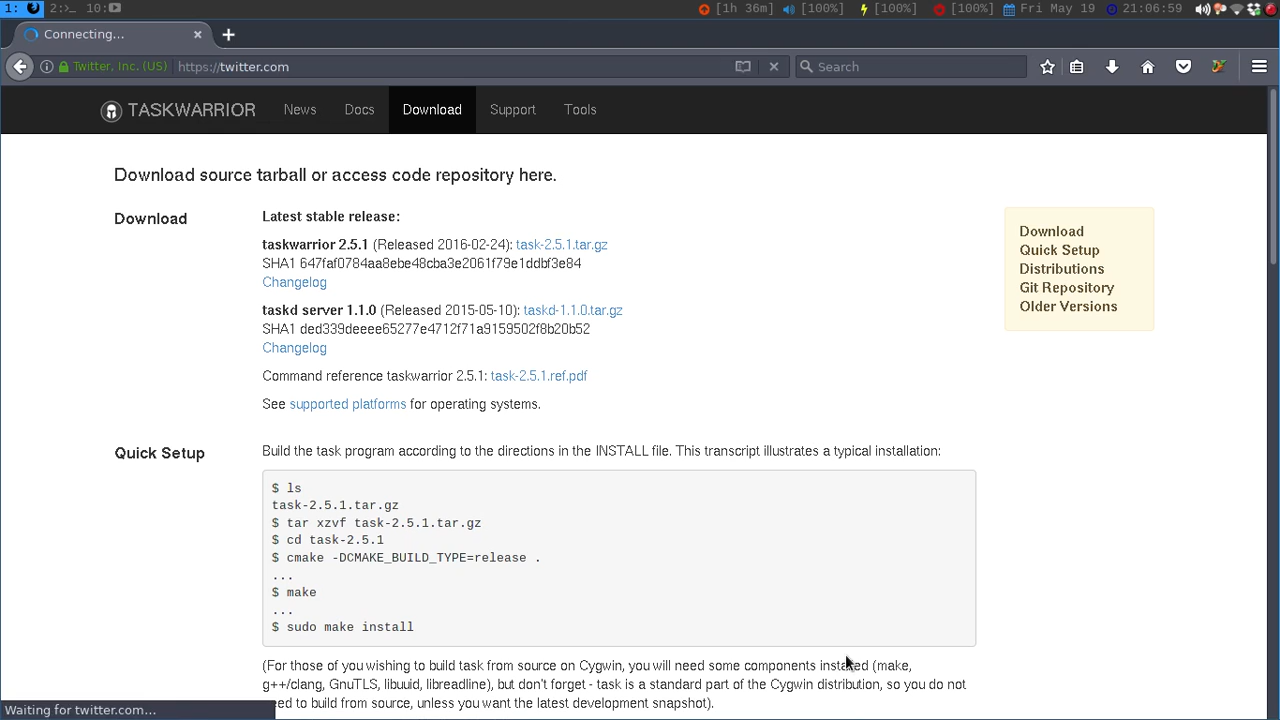 1: 2:>_ 10: [1h 36m] [100%] [100%] [100%] Fri May 19 21:06:59
Connecting...
Twitter, Inc. (US) https://twitter.com Search
TASKWARRIOR News Docs Download Support Tools
Download source tarball or access code repository here.
Download
Latest stable release:
taskwarrior 2.5.1 (Released 2016-02-24): task-2.5.1.tar.gz
SHA1 647faf0784aa8ebe48cba3e2061f79e1ddbf3e84
Changelog
taskd server 1.1.0 (Released 2015-05-10): taskd-1.1.0.tar.gz
SHA1 ded339deeee65277e4712f71a9159502f8b20b52
Changelog
Command reference taskwarrior 2.5.1: task-2.5.1.ref.pdf
See supported platforms for operating systems.
Download
Quick Setup
Distributions
Git Repository
Older Versions
Quick Setup
Build the task program according to the directions in the INSTALL file. This transcript illustrates a typical installation:
$ ls
task-2.5.1.tar.gz
$ tar xzvf task-2.5.1.tar.gz
$ cd task-2.5.1
$ cmake -DCMAKE_BUILD_TYPE=release .
...
$ make
...
$ sudo make install
(For those of you wishing to build task from source on Cygwin, you will need some components installed (make,
g++/clang, GnuTLS, libuuid, libreadline), but don't forget - task is a standard part of the Cygwin distribution, so you do not
need to build from source, unless you want the latest development snapshot).
Waiting for twitter.com...